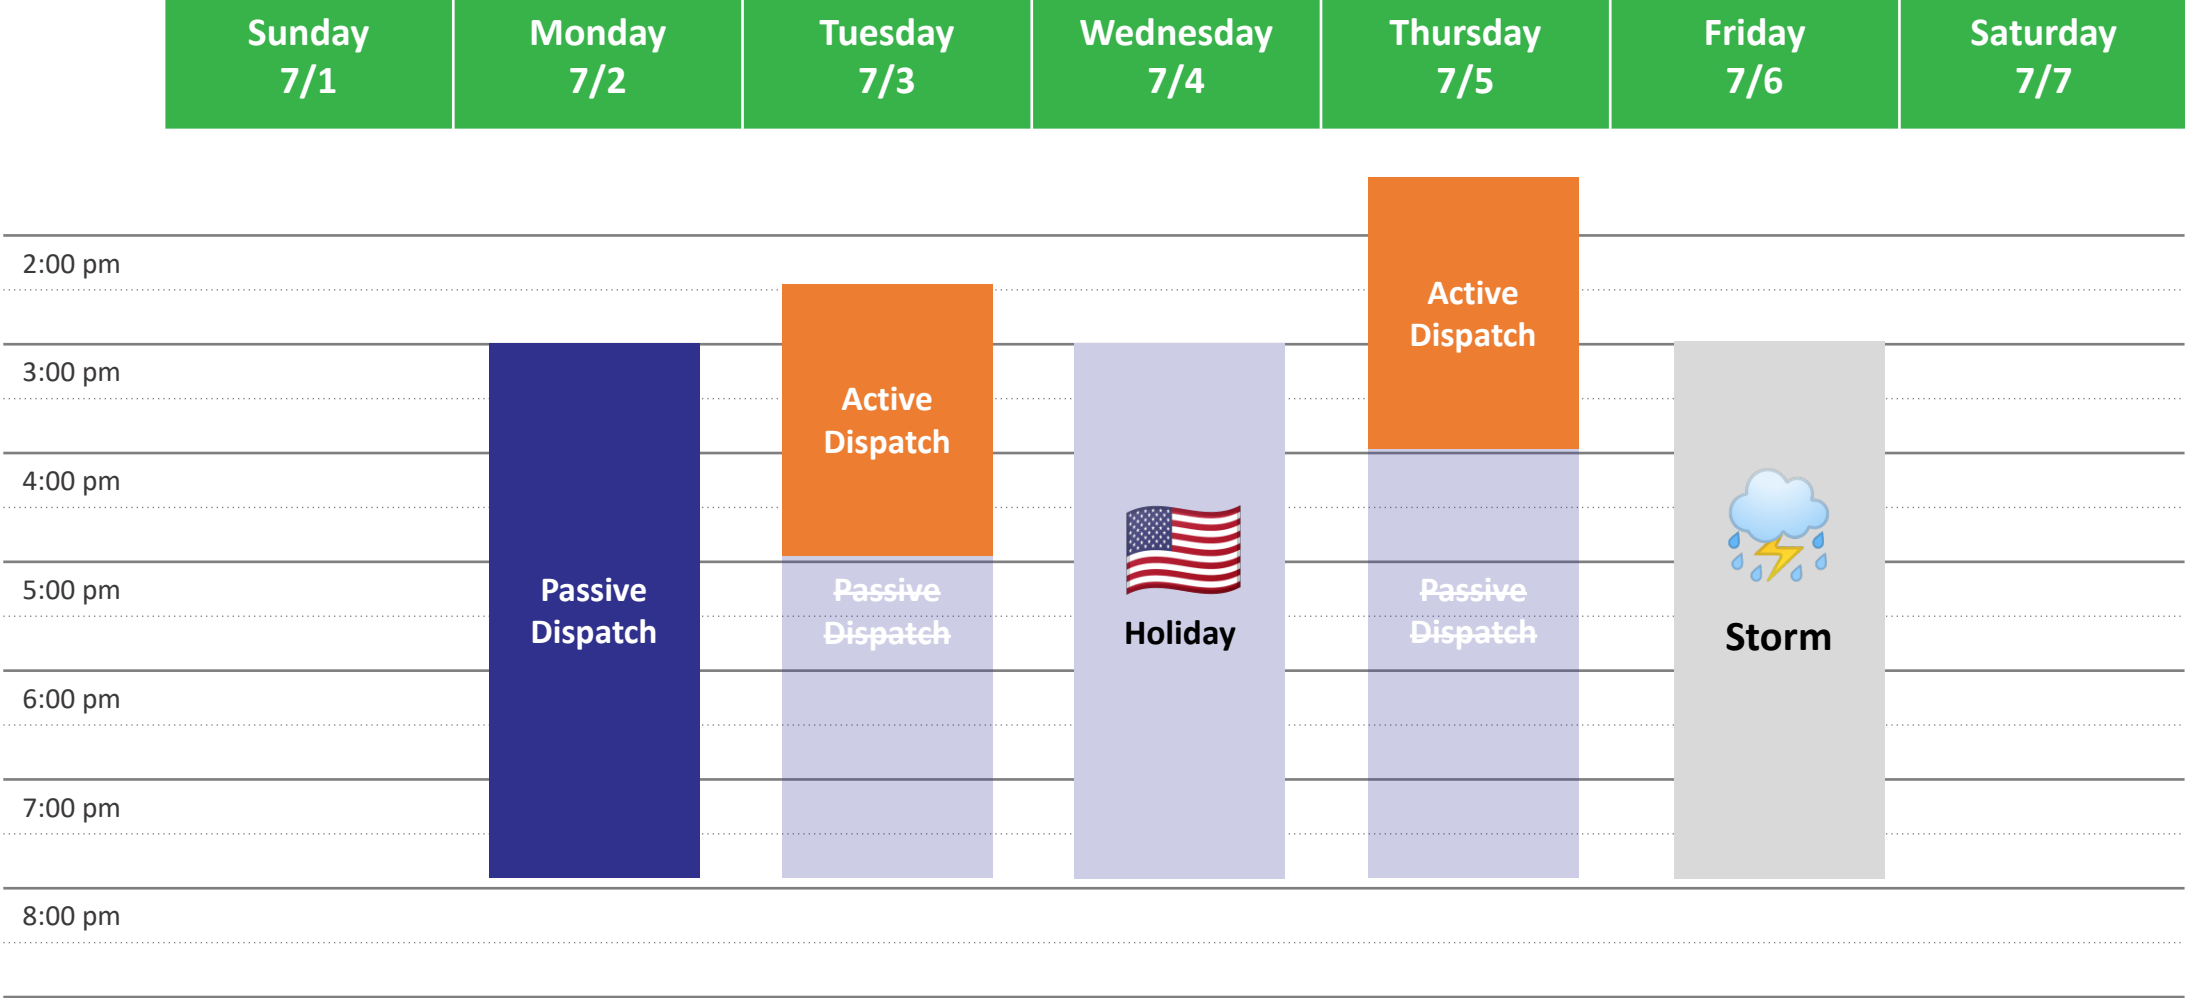 Sunday
7/1
Monday
7/2
Tuesday
7/3
Wednesday
7/4
Thursday
7/5
Friday
7/6
Saturday
7/7
2:00 pm
3:00 pm
4:00 pm
5:00 pm
6:00 pm
7:00 pm
8:00 pm
Passive
Dispatch
Active
Dispatch
Passive
Dispatch
Holiday
Active
Dispatch
Passive
Dispatch
Storm